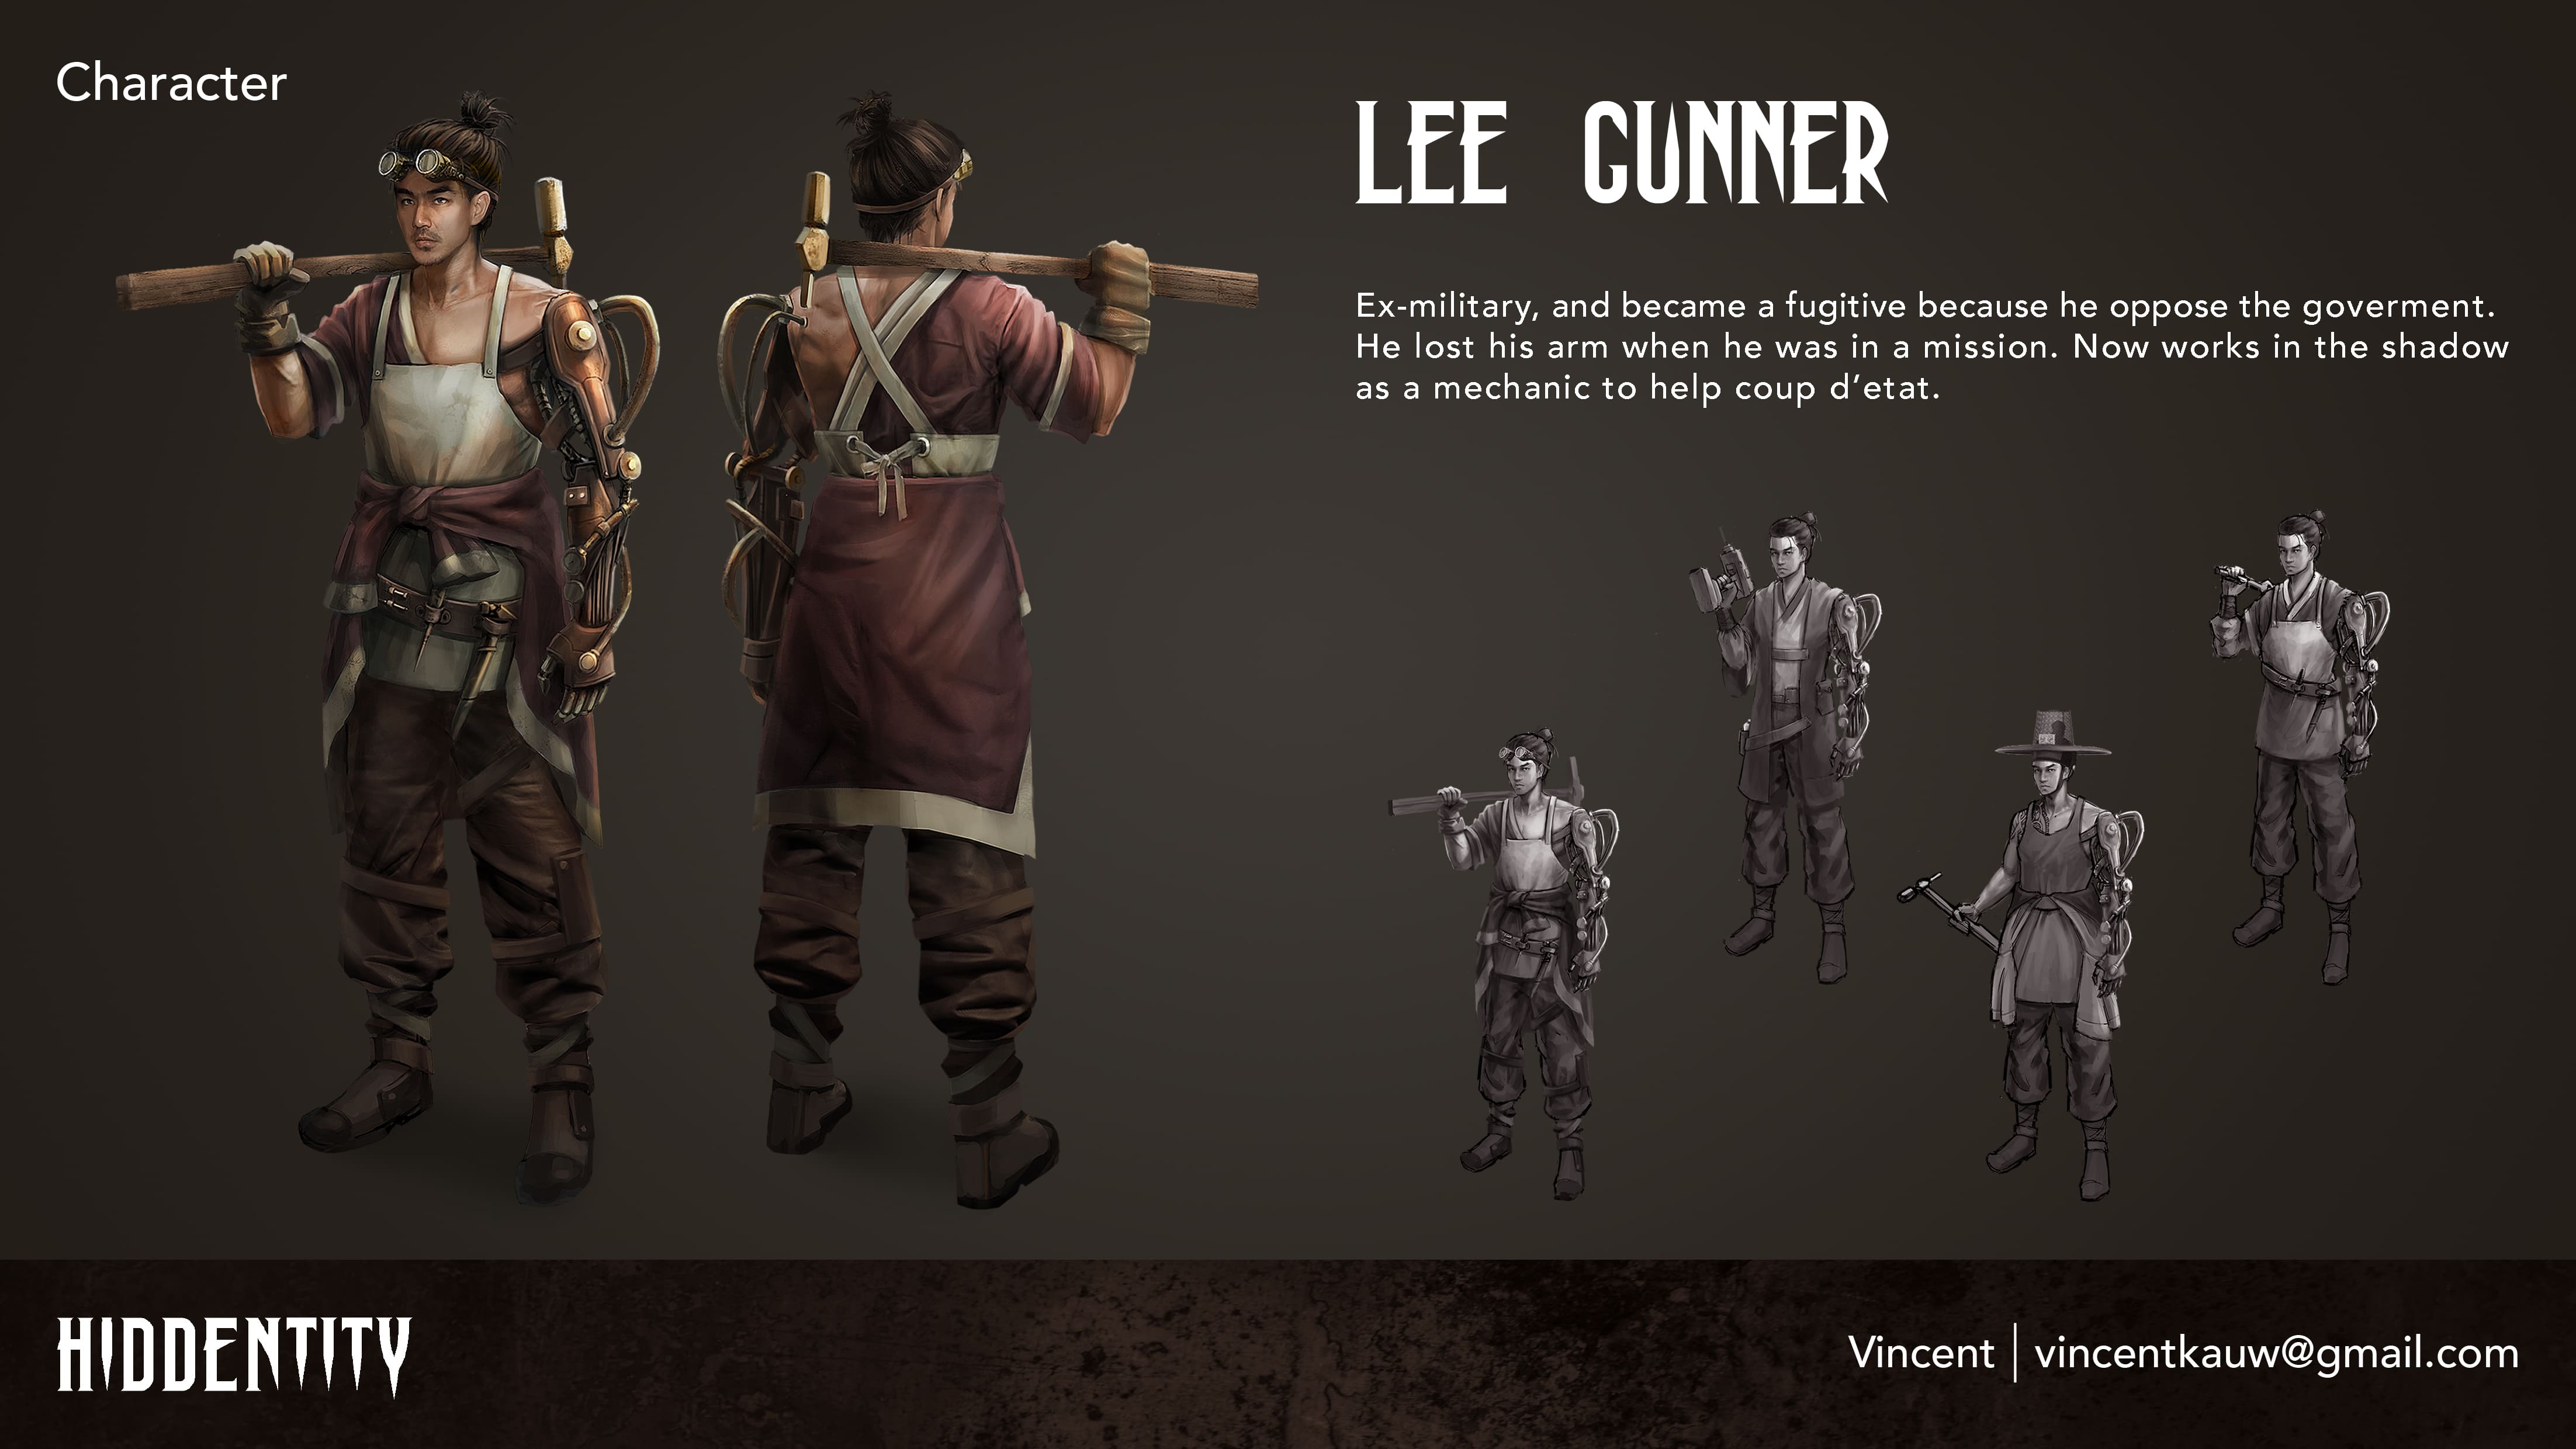 Character
LEE GUNNER
Ex-military, and became a fugitive because he oppose the goverment.
He lost his arm when he was in a mission. Now works in the shadow
as a mechanic to help coup d’etat.
HIDDENTITY
Vincent | vincentkauw@gmail.com